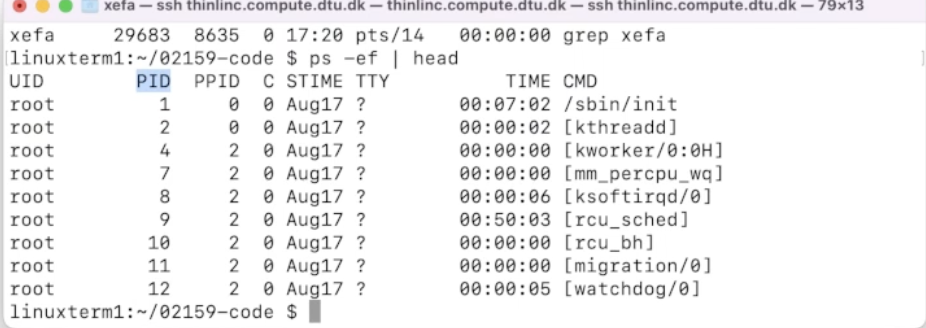 xefa — ssh thinlinc.compute.dtu.dk — thinlinc.compute.dtu.dk — ssh thinlinc.compute.dtu.dk — 79×13
xefa     29683  8635  0 17:20 pts/14   00:00:00 grep xefa
[linuxterm1:~/02159-code $ ps -ef | head ]
UID        PID  PPID  C STIME TTY          TIME CMD
root         1     0  0 Aug17 ?        00:07:02 /sbin/init
root         2     0  0 Aug17 ?        00:00:02 [kthreadd]
root         4     2  0 Aug17 ?        00:00:00 [kworker/0:0H]
root         7     2  0 Aug17 ?        00:00:00 [mm_percpu_wq]
root         8     2  0 Aug17 ?        00:00:06 [ksoftirqd/0]
root         9     2  0 Aug17 ?        00:50:03 [rcu_sched]
root        10     2  0 Aug17 ?        00:00:00 [rcu_bh]
root        11     2  0 Aug17 ?        00:00:00 [migration/0]
root        12     2  0 Aug17 ?        00:00:05 [watchdog/0]
linuxterm1:~/02159-code $